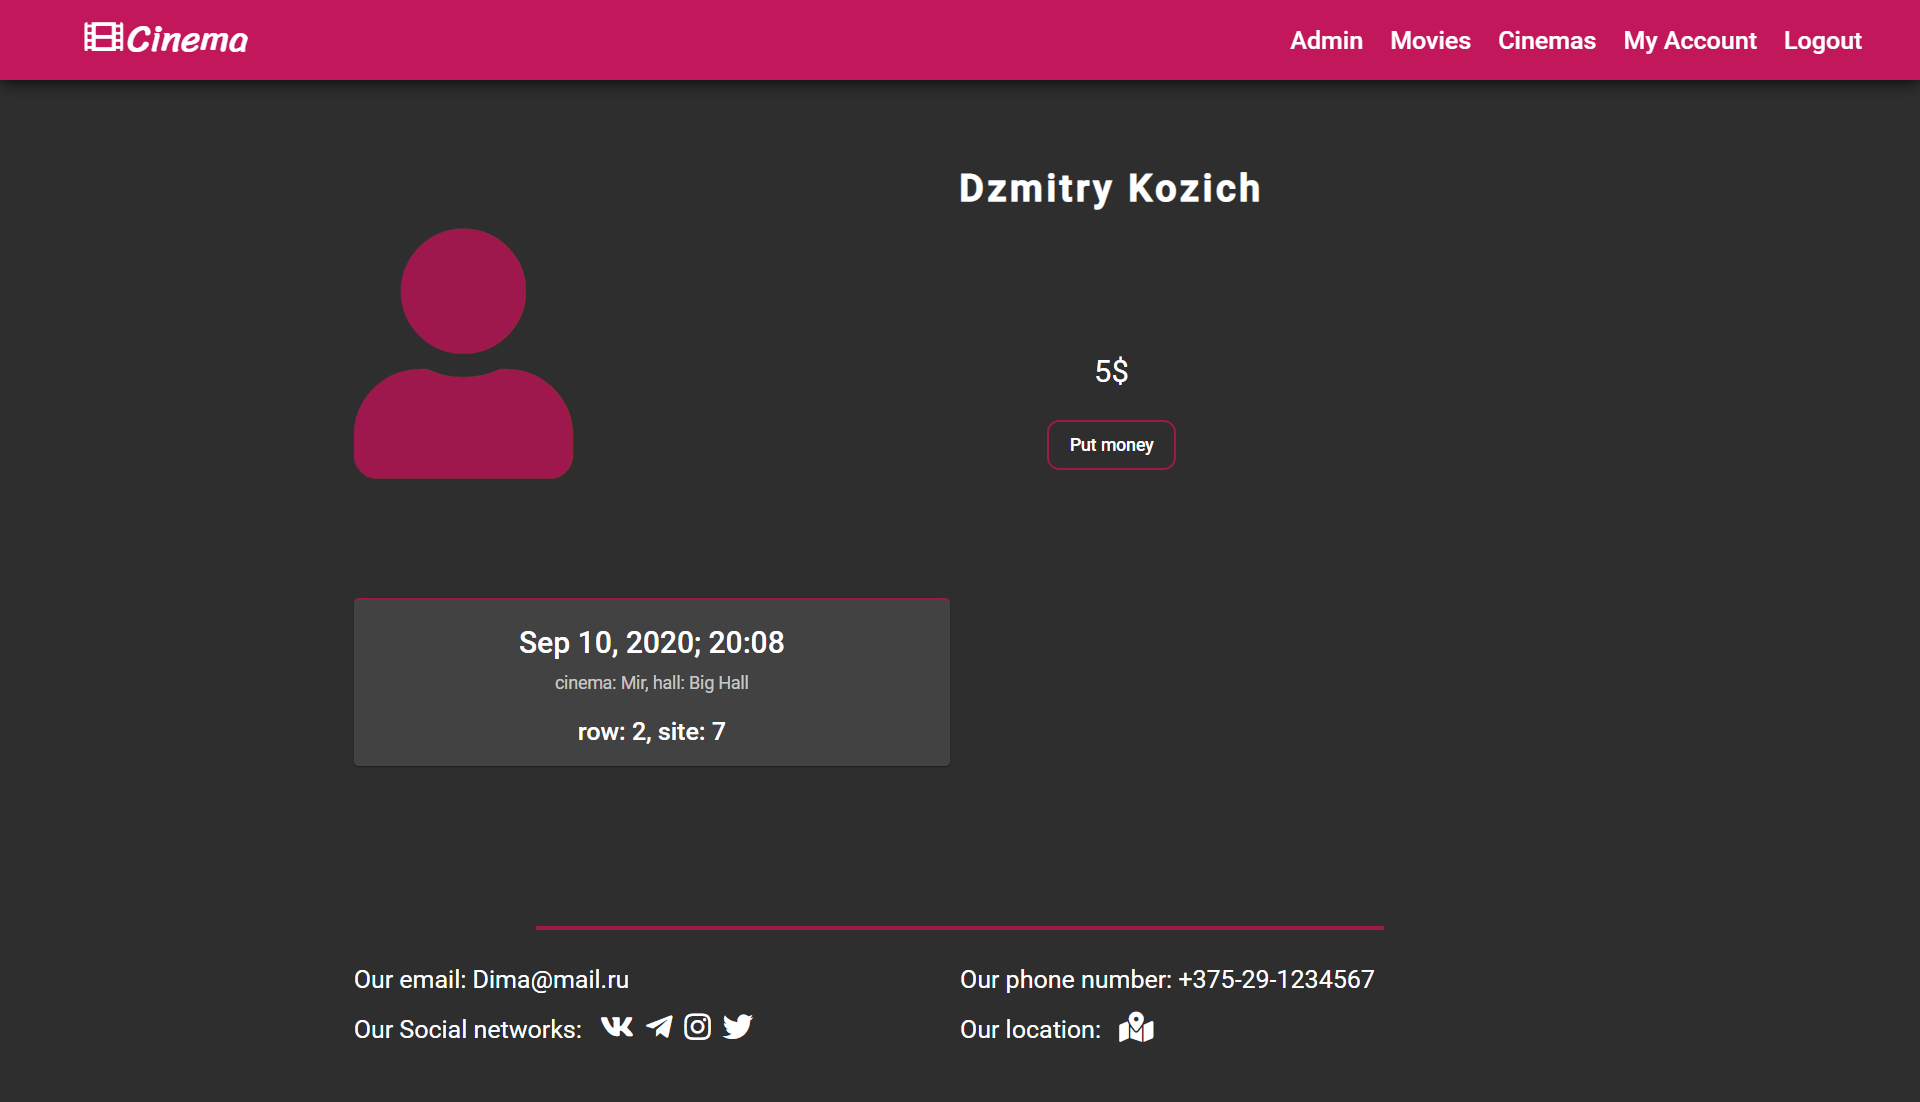 Cinema
Admin Movies Cinemas My Account Logout
Dzmitry Kozich
5$
Put money
Sep 10, 2020; 20:08
cinema: Mir, hall: Big Hall
row: 2, site: 7
Our email: Dima@mail.ru
Our phone number: +375-29-1234567
Our Social networks:
Our location: